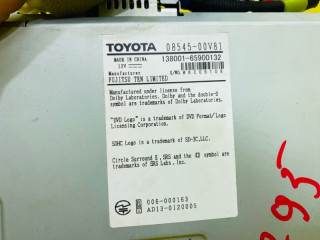 TOYOTA 08545-00V81
MADE IN CHINA 138001-65900132
12V
Manufacturer
FUJITSU TEN LIMITED
Manufactured under license from
Dolby Laboratories. Dolby and the double-D
symbol are trademarks of Dolby Laboratories.
"DVD Logo" is a trademark of DVD Format/Logo
Licensing Corporation.
SDHC Logo is a trademark of SD-3C,LLC.
Circle Surround II, SRS and the symbol are
trademarks of SRS Labs, Inc.
006-000163
AD13-0120005
295